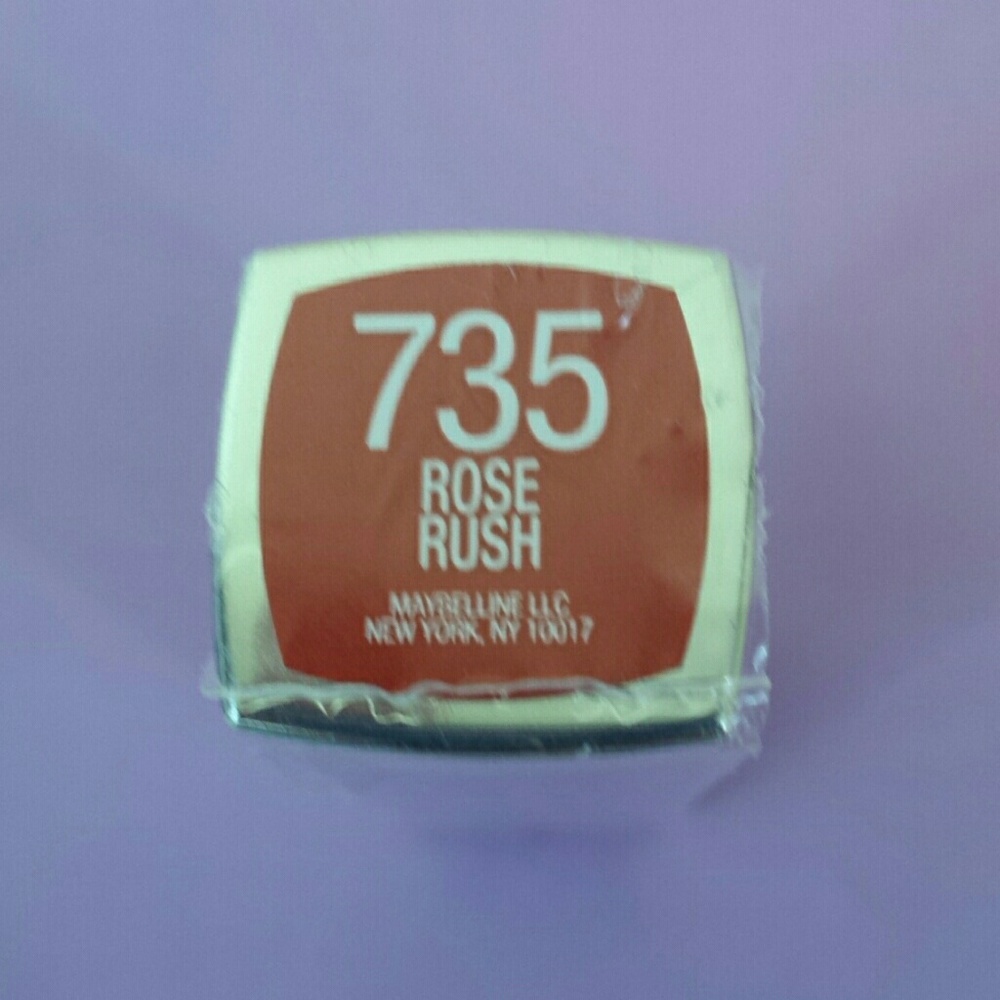 735
ROSE
RUSH
MAYBELLINE LLC
NEW YORK, NY 10017